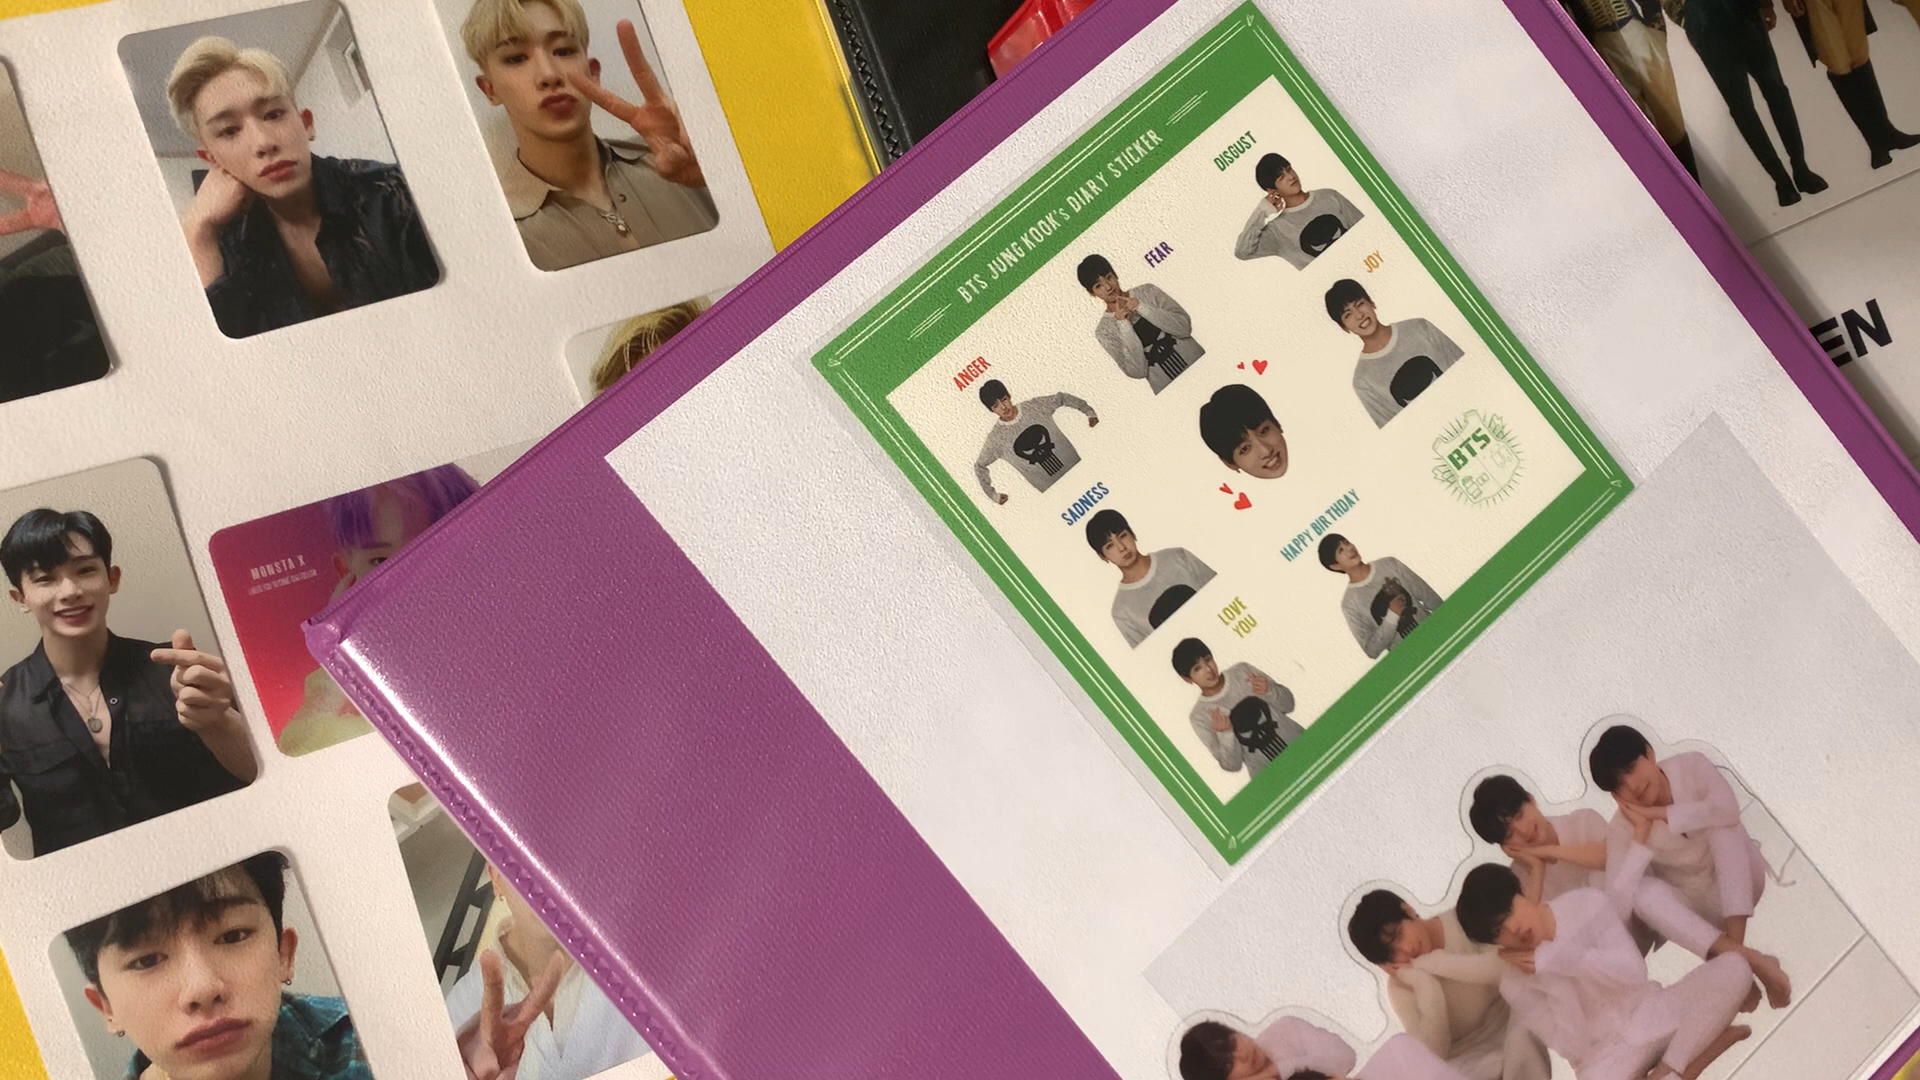 BTS JUNG KOOK's DIARY STICKER
DISGUST
FEAR
JOY
ANGER
SADNESS
HAPPY BIRTHDAY
LOVE
YOU
BTS
MONSTA X
EN